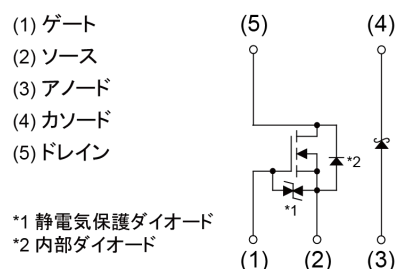 (1) ゲート
(2) ソース
(3) アノード
(4) カソード
(5) ドレイン
*1 静電気保護ダイオード
*2 内部ダイオード
(5) (4)
*2
*1
(1) (2) (3)